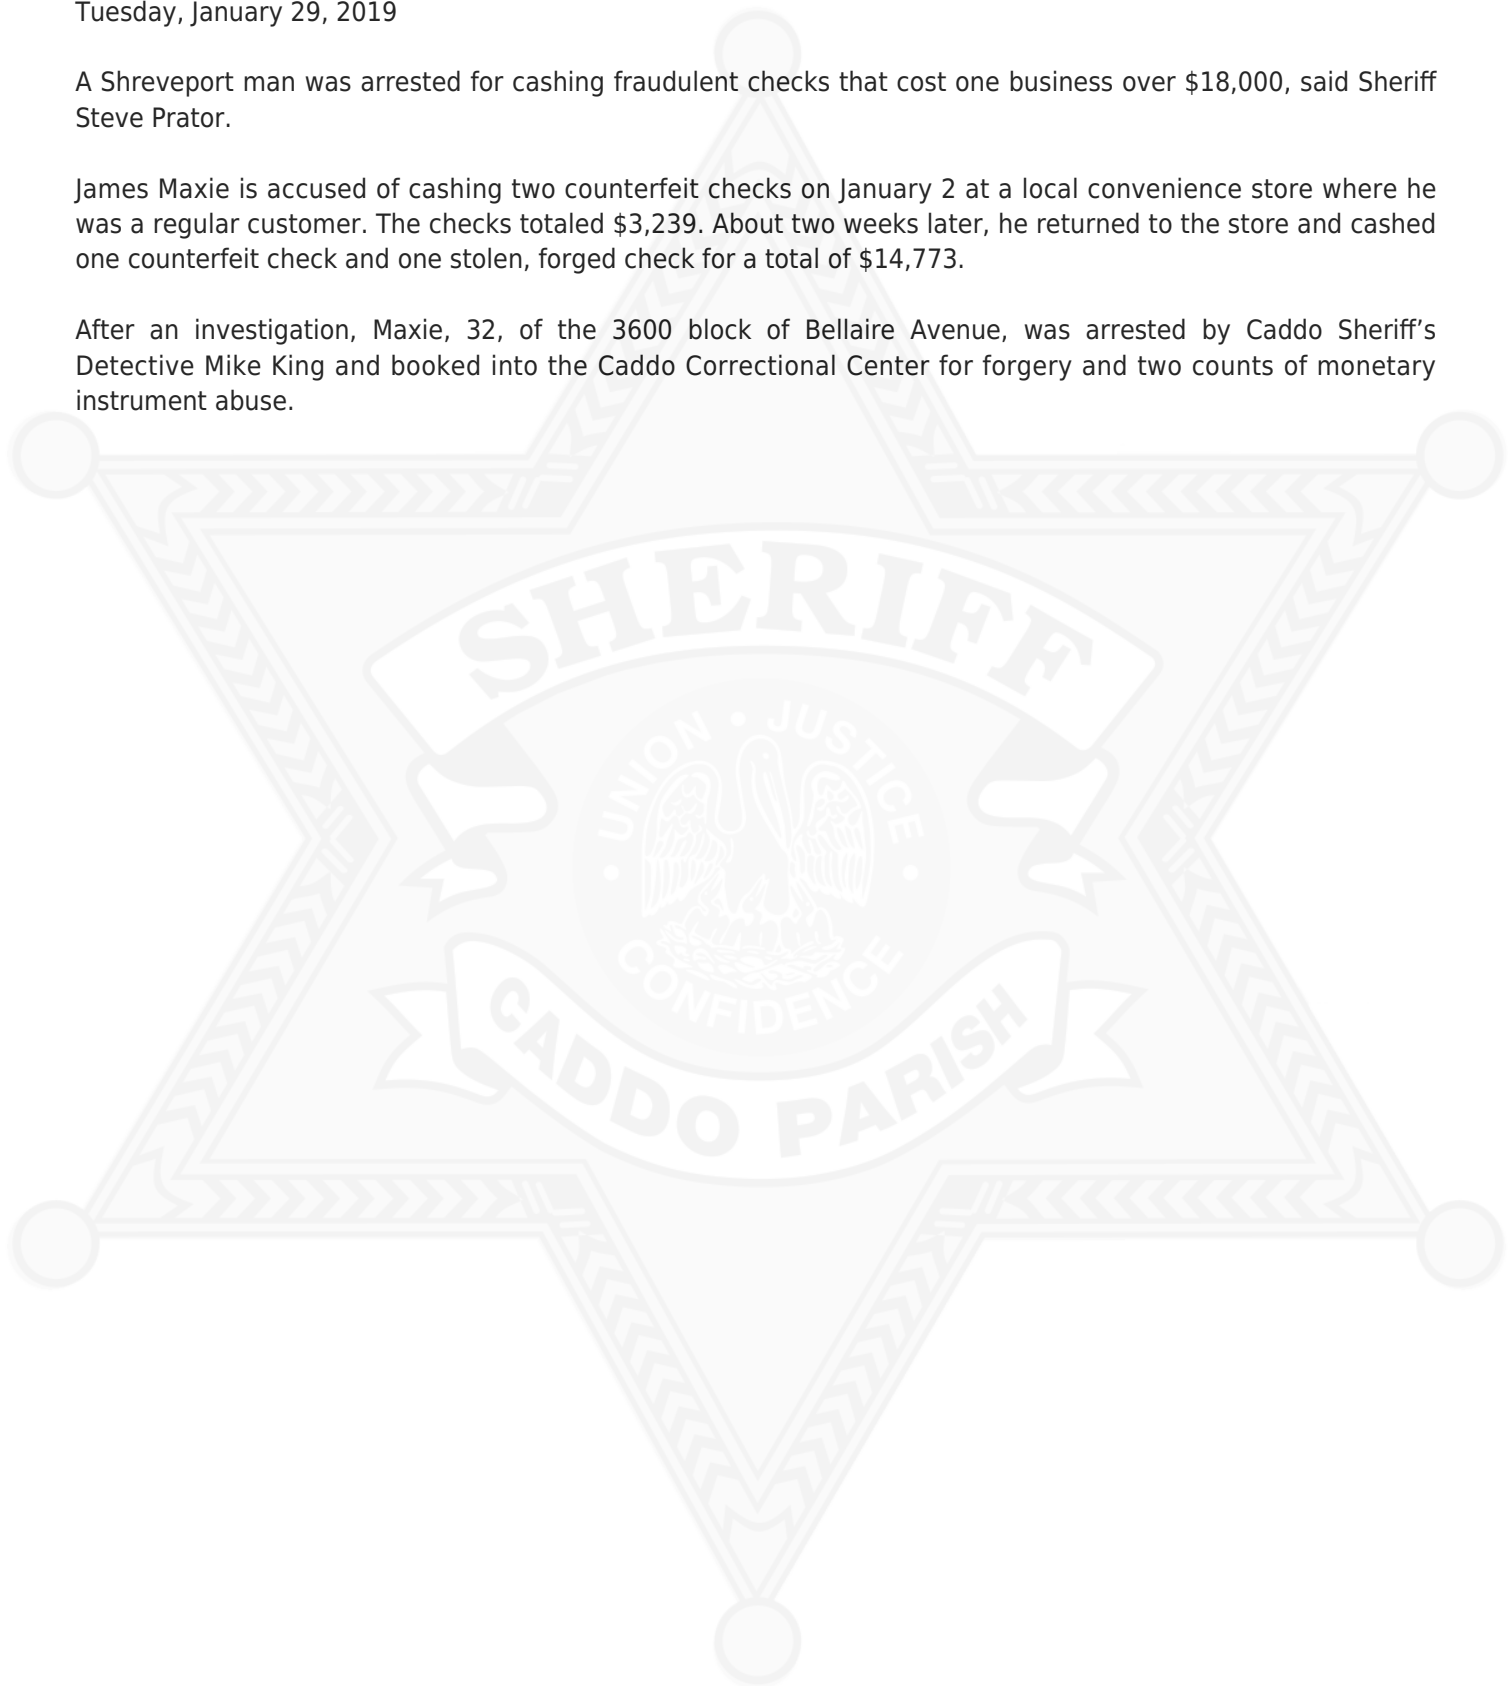 Tuesday, January 29, 2019
A Shreveport man was arrested for cashing fraudulent checks that cost one business over $18,000, said Sheriff
Steve Prator.
James Maxie is accused of cashing two counterfeit checks on January 2 at a local convenience store where he
was a regular customer. The checks totaled $3,239. About two weeks later, he returned to the store and cashed
one counterfeit check and one stolen, forged check for a total of $14,773.
After an investigation, Maxie, 32, of the 3600 block of Bellaire Avenue, was arrested by Caddo Sheriff’s
Detective Mike King and booked into the Caddo Correctional Center for forgery and two counts of monetary
instrument abuse.
SHERIFF
UNION • JUSTICE
• CONFIDENCE •
CADDO PARISH